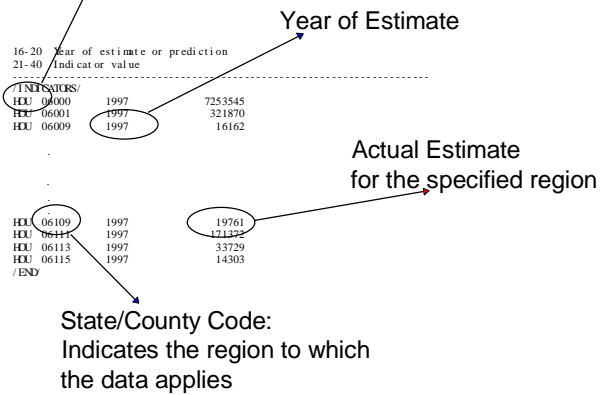 Year of Estimate
16-20 Year of estimate or prediction
21-40 Indicator value
--------------------------------------------------------------------------------
/INDICATORS/
HOU 06000 1997 7253545
HOU 06001 1997 321870
HOU 06009 1997 16162
.
.
.
.
Actual Estimate
for the specified region
HOU 06109 1997 19761
HOU 06111 1997 171372
HOU 06113 1997 33729
HOU 06115 1997 14303
/END/
State/County Code:
Indicates the region to which
the data applies